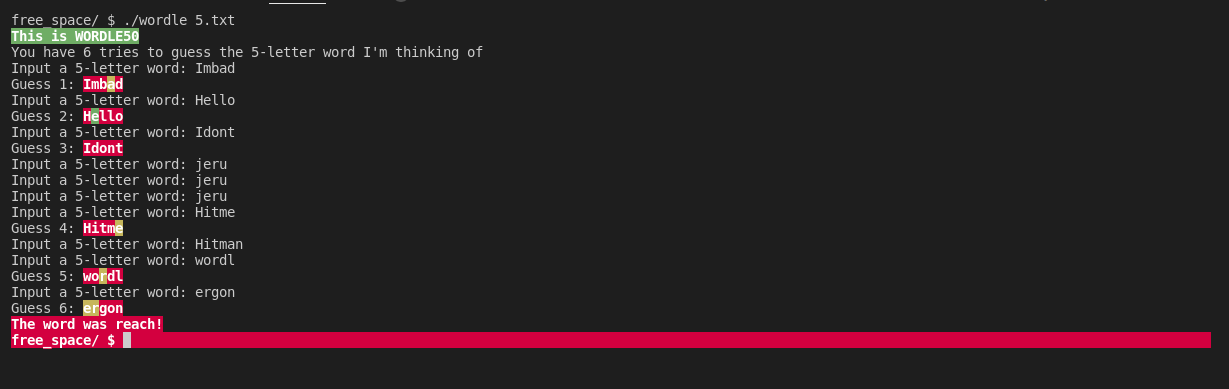 free_space/ $ ./wordle 5.txt
This is WORDLE50
You have 6 tries to guess the 5-letter word I'm thinking of
Input a 5-letter word: Imbad
Guess 1: Imbad
Input a 5-letter word: Hello
Guess 2: Hello
Input a 5-letter word: Idont
Guess 3: Idont
Input a 5-letter word: jeru
Input a 5-letter word: jeru
Input a 5-letter word: jeru
Input a 5-letter word: Hitme
Guess 4: Hitme
Input a 5-letter word: Hitman
Input a 5-letter word: wordl
Guess 5: wordl
Input a 5-letter word: ergon
Guess 6: ergon
The word was reach!
free_space/ $